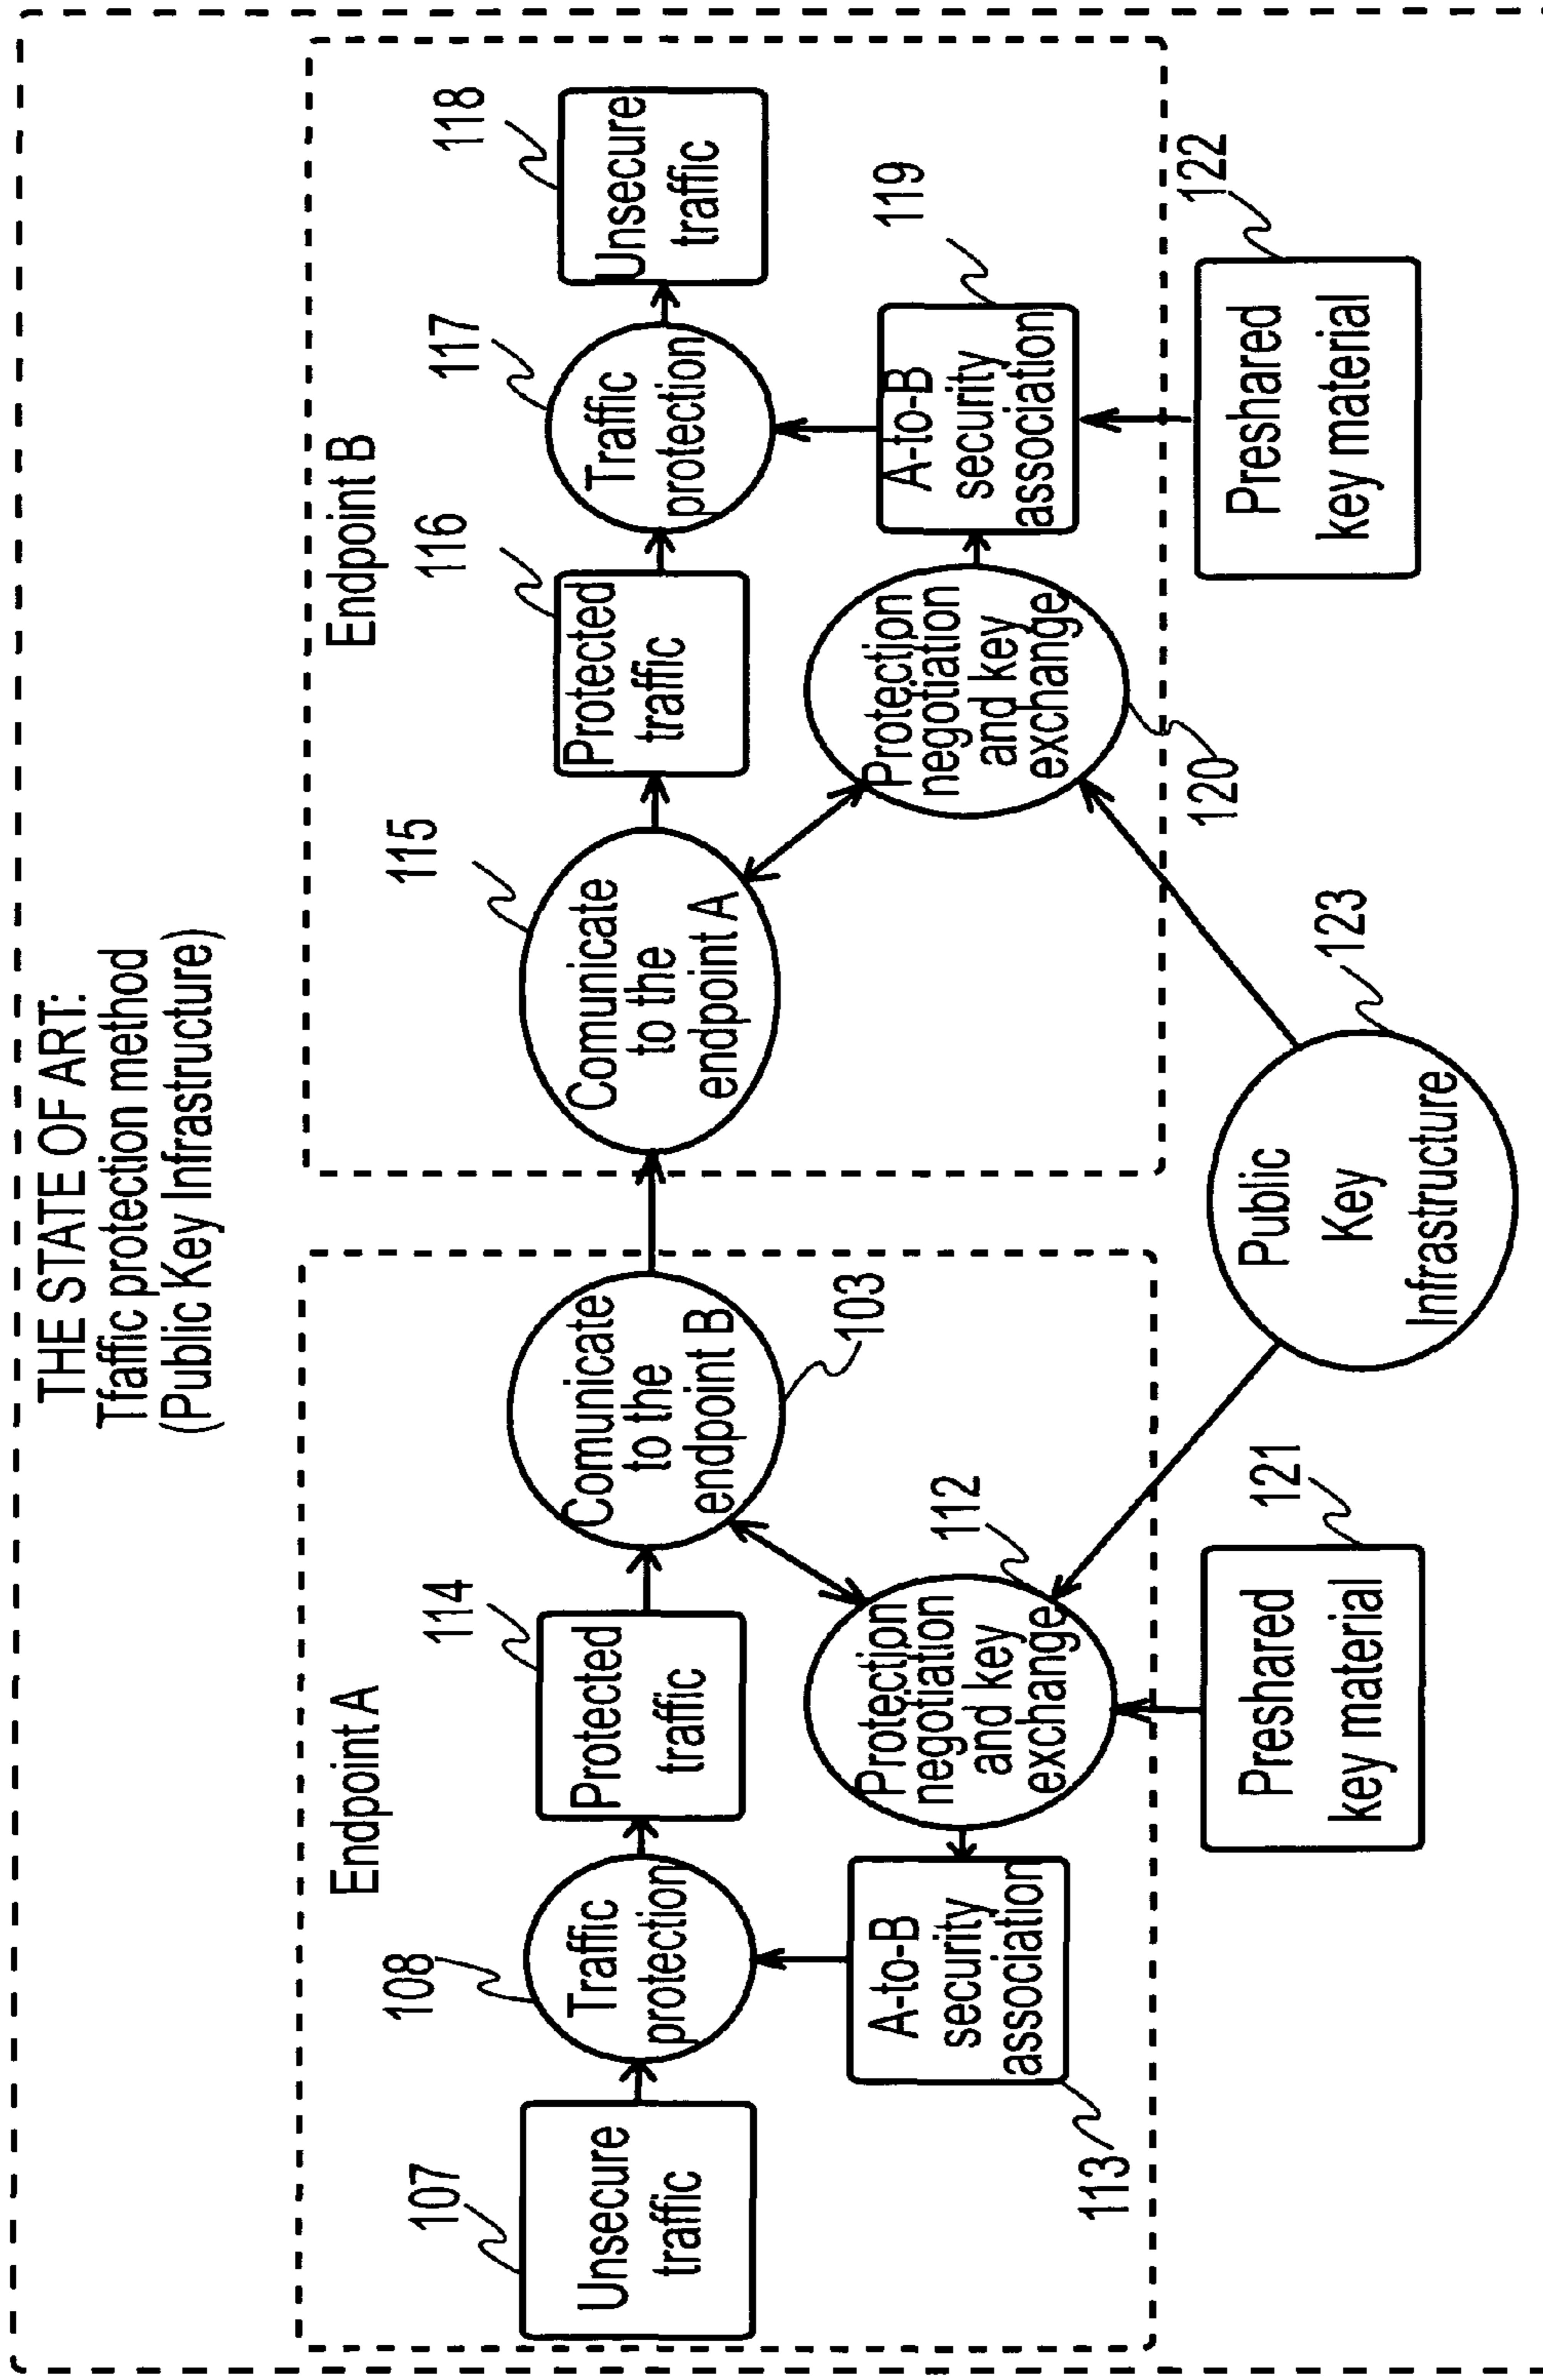 THE STATE OF ART:
Tfaffic protection method
(Public Key Infrastructure)
Endpoint A
107
Unsecure
traffic
108
Traffic
protection
114
Protected
traffic
Comunicate
to the
endpoint B
103
113
A-to-B
security
association
112
Protection
negotiation
and key
exchange
121
Preshared
key material
Endpoint B
115
Comunicate
to the
endpoint A
116
Protected
traffic
117
Traffic
protection
118
Unsecure
traffic
Protection
negotiation
and key
exchange
120
119
A-to-B
security
association
123
Public
Key
Infrastructure
122
Preshared
key material